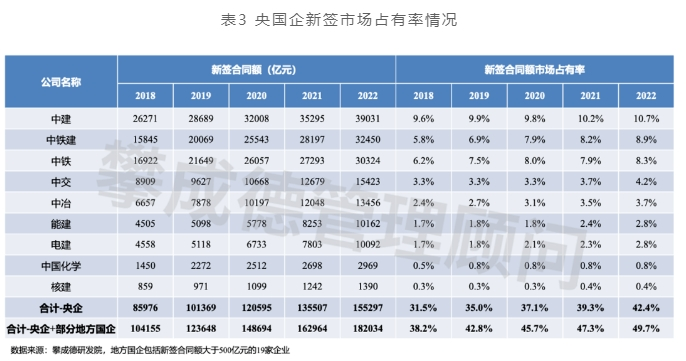 表3 央国企新签市场占有率情况
公司名称 新签合同额（亿元） 新签合同额市场占有率
2018 2019 2020 2021 2022 2018 2019 2020 2021 2022
中建 26271 28689 32008 35295 39031 9.6% 9.9% 9.8% 10.2% 10.7%
中铁建 15845 20069 25543 28197 32450 5.8% 6.9% 7.9% 8.2% 8.9%
中铁 16922 21649 26057 27293 30324 6.2% 7.5% 8.0% 7.9% 8.3%
中交 8909 9627 10668 12679 15423 3.3% 3.3% 3.3% 3.7% 4.2%
中冶 6657 7878 10197 12048 13456 2.4% 2.7% 3.1% 3.5% 3.7%
能建 4505 5098 5778 8253 10162 1.7% 1.8% 1.8% 2.4% 2.8%
电建 4558 5118 6733 7803 10092 1.7% 1.8% 2.1% 2.3% 2.8%
中国化学 1450 2272 2512 2698 2969 0.5% 0.8% 0.8% 0.8% 0.8%
核建 859 971 1099 1242 1390 0.3% 0.3% 0.3% 0.4% 0.4%
合计-央企 85976 101369 120595 135507 155297 31.5% 35.0% 37.1% 39.3% 42.4%
合计-央企+部分地方国企 104155 123648 148694 162964 182034 38.2% 42.8% 45.7% 47.3% 49.7%
数据来源：攀成德研发院，地方国企包括新签合同额大于500亿元的19家企业
攀成德管理顾问